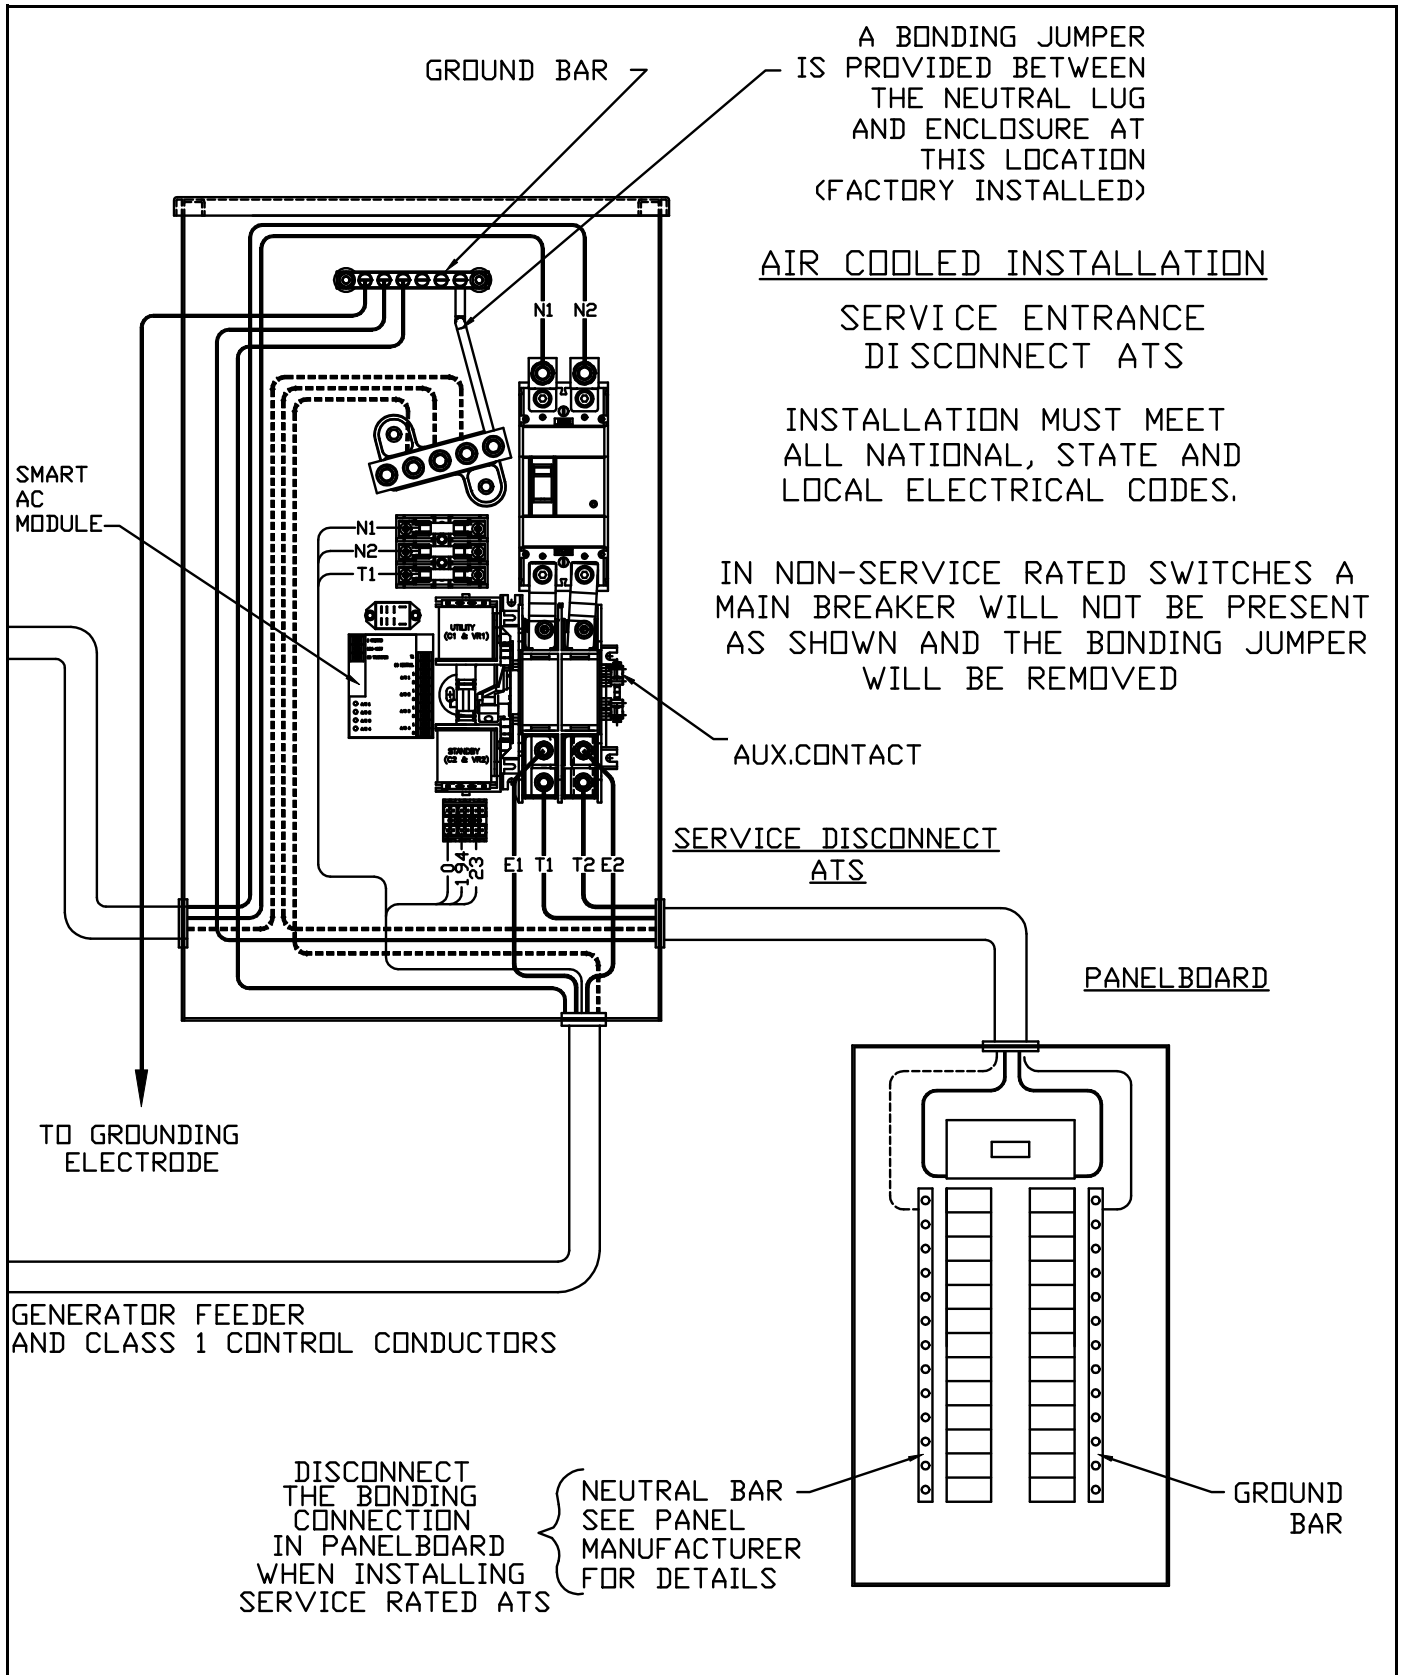 GROUND BAR
A BONDING JUMPER
IS PROVIDED BETWEEN
THE NEUTRAL LUG
AND ENCLOSURE AT
THIS LOCATION
(FACTORY INSTALLED)
AIR COOLED INSTALLATION
SERVICE ENTRANCE
DISCONNECT ATS
INSTALLATION MUST MEET
ALL NATIONAL, STATE AND
LOCAL ELECTRICAL CODES.
IN NON-SERVICE RATED SWITCHES A
MAIN BREAKER WILL NOT BE PRESENT
AS SHOWN AND THE BONDING JUMPER
WILL BE REMOVED
N1 N2
SMART
AC
MODULE
N1
N2
T1
UTILITY
(C1 & VR1)
STANDBY
(C2 & VR2)
AUX.CONTACT
0
194
23
E1 T1 T2 E2
SERVICE DISCONNECT
ATS
PANELBOARD
TO GROUNDING
ELECTRODE
GENERATOR FEEDER
AND CLASS 1 CONTROL CONDUCTORS
DISCONNECT
THE BONDING
CONNECTION
IN PANELBOARD
WHEN INSTALLING
SERVICE RATED ATS
NEUTRAL BAR
SEE PANEL
MANUFACTURER
FOR DETAILS
GROUND
BAR